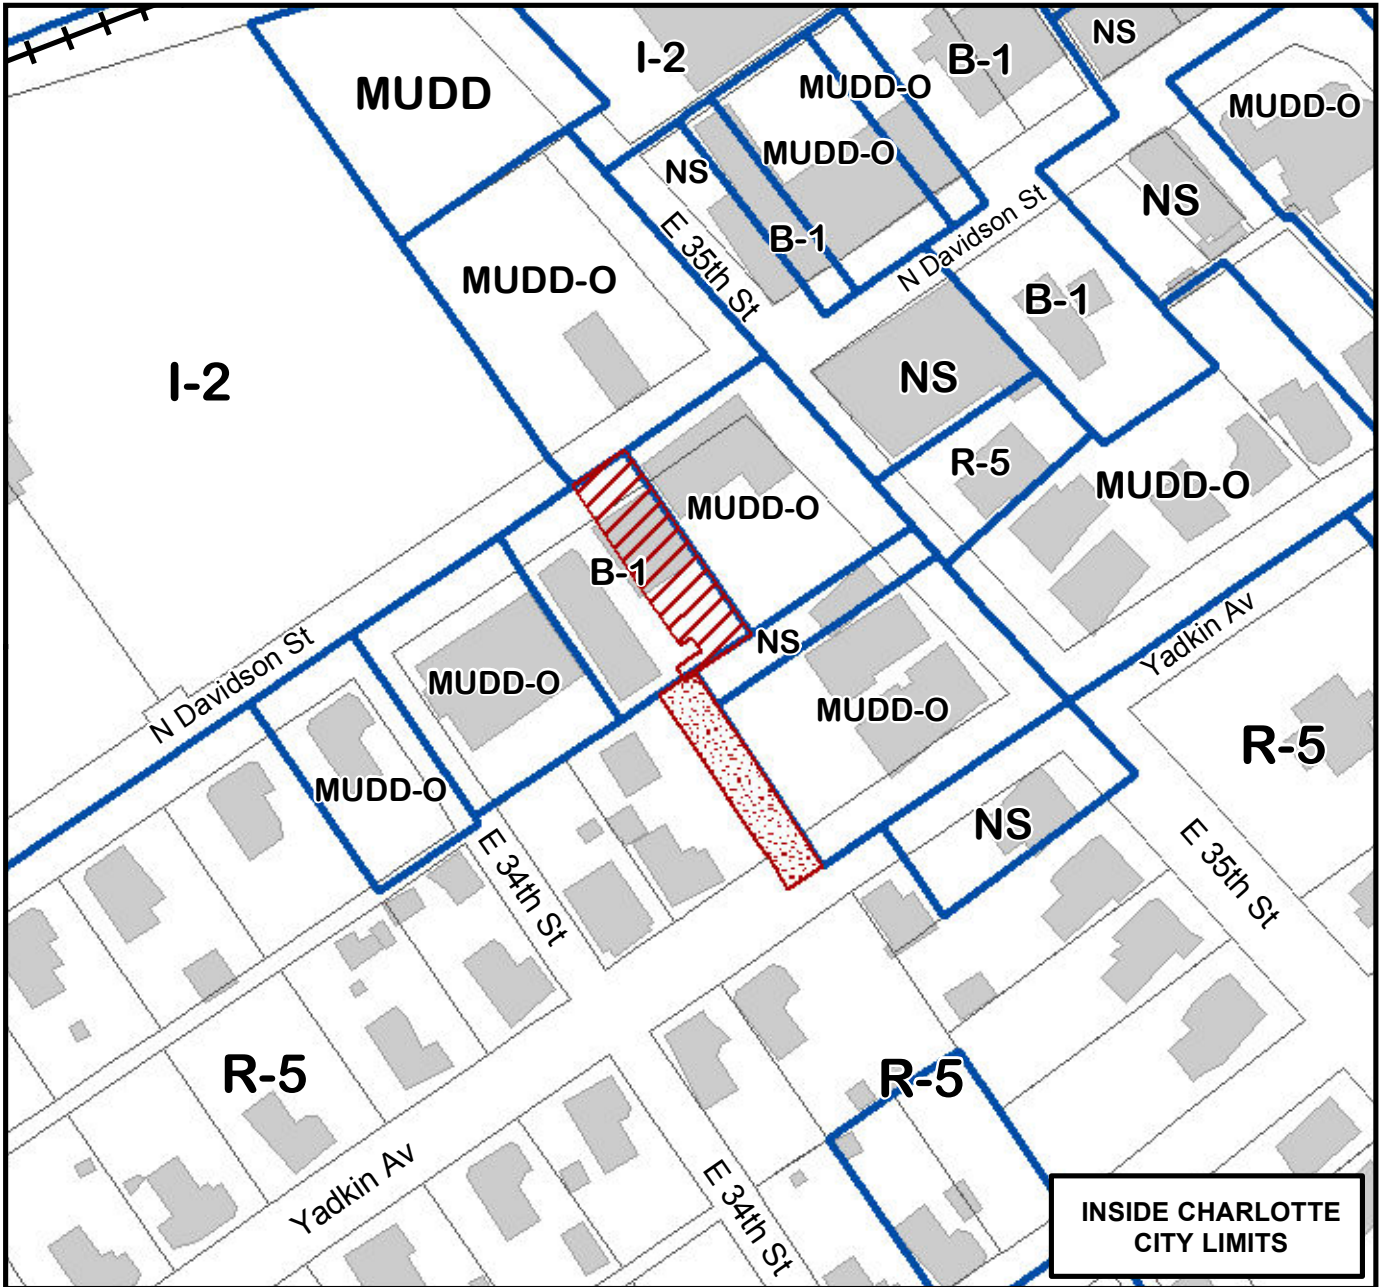 NS
I-2
B-1
MUDD
MUDD-O
MUDD-O
MUDD-O
NS
NS
E 35th St
B-1
N Davidson St
MUDD-O
B-1
I-2
NS
R-5
MUDD-O
MUDD-O
B-1
NS
Yadkin Av
N Davidson St
MUDD-O
MUDD-O
R-5
MUDD-O
NS
E 34th St
E 35th St
R-5
R-5
Yadkin Av
E 34th St
INSIDE CHARLOTTE
CITY LIMITS